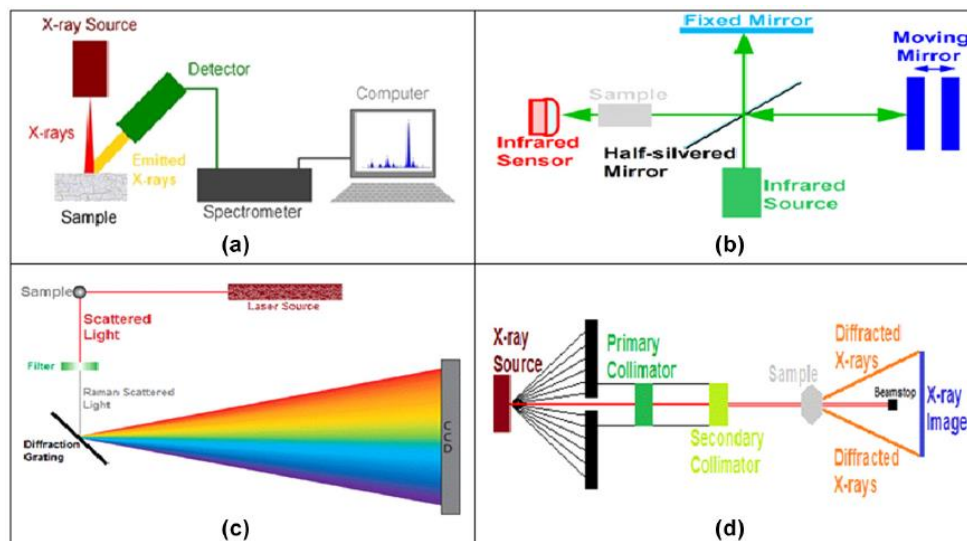 X-ray Source
Detector
X-rays
Emitted
X-rays
Sample
Spectrometer
Computer
(a)
Fixed Mirror
Moving
Mirror
Sample
Infrared
Sensor
Half-silvered
Mirror
Infrared
Source
(b)
Sample
Laser Source
Scattered
Light
Filter
Raman Scattered
Light
Diffraction
Grating
CCD
(c)
X-ray
Source
Primary
Collimator
Secondary
Collimator
Sample
Diffracted
X-rays
Beamstop
X-ray
Image
Diffracted
X-rays
(d)